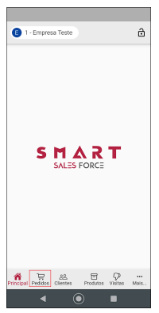 E 1 - Empresa Teste
SMART
SALES FORCE
Principal Pedidos Clientes Produtos Visitas Mais...